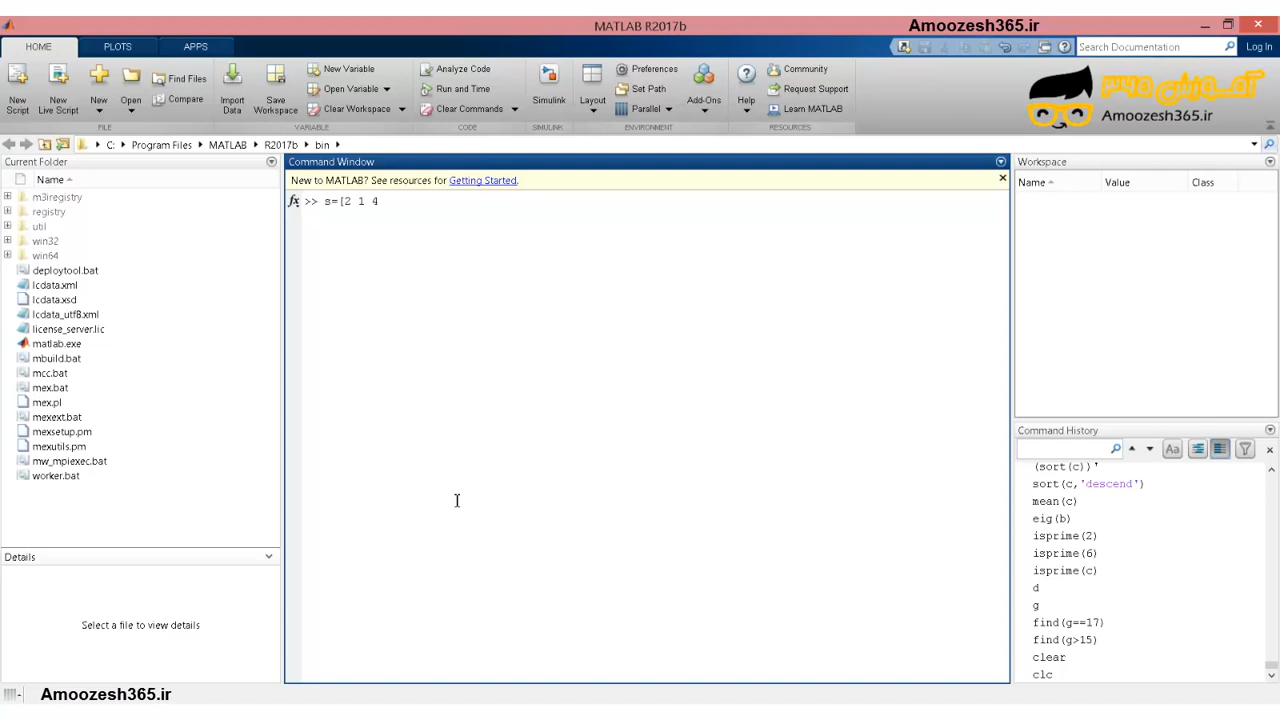 MATLAB R2017b
Amoozesh365.ir
HOME
PLOTS
APPS
Search Documentation
Log In
New Script
New Live Script
New
Open
Find Files
Compare
FILE
Import Data
Save Workspace
New Variable
Open Variable
Clear Workspace
VARIABLE
Analyze Code
Run and Time
Clear Commands
CODE
Simulink
SIMULINK
Layout
Preferences
Set Path
Parallel
Add-Ons
ENVIRONMENT
Help
Community
Request Support
Learn MATLAB
RESOURCES
آموزش ۳۶۵
Amoozesh365.ir
C: Program Files MATLAB R2017b bin
Current Folder
Name
m3iregistry
registry
util
win32
win64
deploytool.bat
lcdata.xml
lcdata.xsd
lcdata_utf8.xml
license_server.lic
matlab.exe
mbuild.bat
mcc.bat
mex.bat
mex.pl
mexext.bat
mexsetup.pm
mexutils.pm
mw_mpiexec.bat
worker.bat
Details
Select a file to view details
Command Window
New to MATLAB? See resources for Getting Started.
fx >> s=[2 1 4
Workspace
Name Value Class
Command History
Aa
(sort(c))'
sort(c,'descend')
mean(c)
eig(b)
isprime(2)
isprime(6)
isprime(c)
d
g
find(g==17)
find(g>15)
clear
clc
Amoozesh365.ir